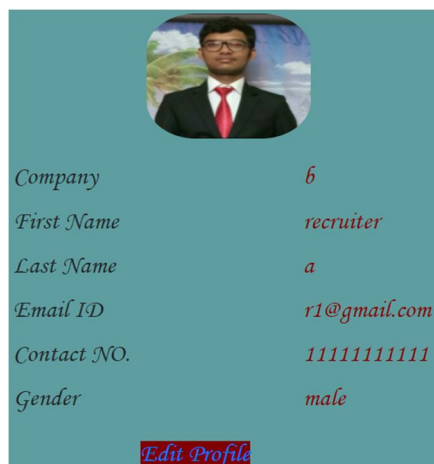 Company b
First Name recruiter
Last Name a
Email ID r1@gmail.com
Contact NO. 11111111111
Gender male
Edit Profile